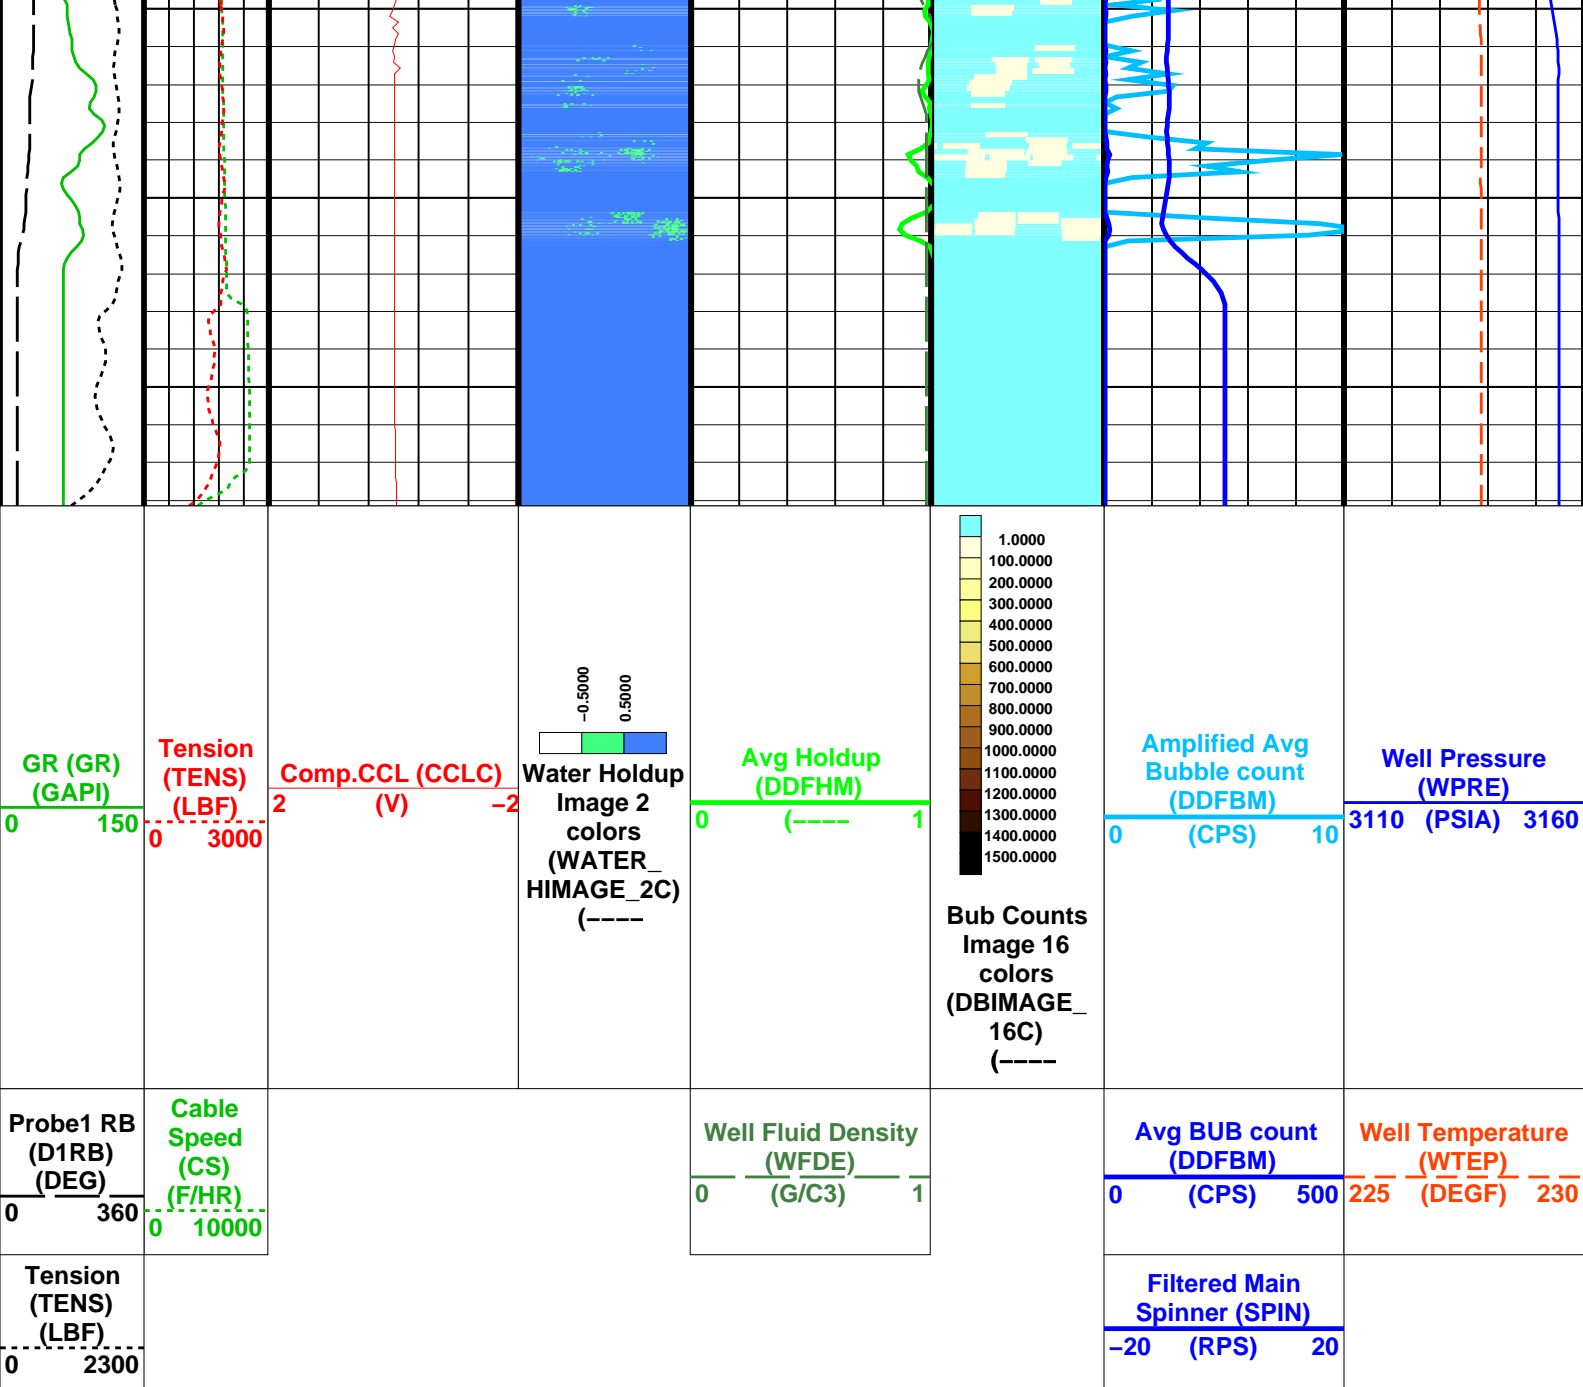 GR (GR)
(GAPI)
0 150
Tension
(TENS)
(LBF)
0 3000
Comp.CCL (CCLC)
2 (V) −2
−0.5000
0.5000
Water Holdup
Image 2
colors
(WATER_
HIMAGE_2C)
(−−−−
Avg Holdup
(DDFHM)
0 (−−−− 1
1.0000
100.0000
200.0000
300.0000
400.0000
500.0000
600.0000
700.0000
800.0000
900.0000
1000.0000
1100.0000
1200.0000
1300.0000
1400.0000
1500.0000
Bub Counts
Image 16
colors
(DBIMAGE_
16C)
(−−−−
Amplified Avg
Bubble count
(DDFBM)
0 (CPS) 10
Well Pressure
(WPRE)
3110 (PSIA) 3160
Probe1 RB
(D1RB)
(DEG)
0 360
Cable
Speed
(CS)
(F/HR)
0 10000
Well Fluid Density
(WFDE)
0 (G/C3) 1
Avg BUB count
(DDFBM)
0 (CPS) 500
Well Temperature
(WTEP)
225 (DEGF) 230
Tension
(TENS)
(LBF)
0 2300
Filtered Main
Spinner (SPIN)
−20 (RPS) 20